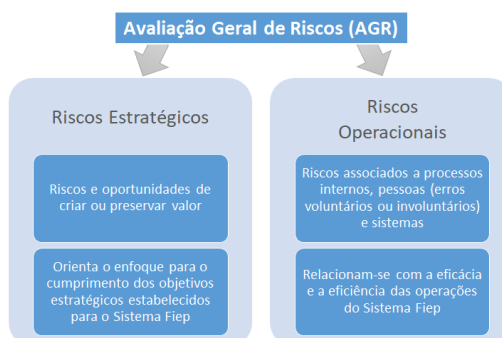 Avaliação Geral de Riscos (AGR)
Riscos Estratégicos
Riscos e oportunidades de
criar ou preservar valor
Orienta o enfoque para o
cumprimento dos objetivos
estratégicos estabelecidos
para o Sistema Fiep
Riscos
Operacionais
Riscos associados a processos
internos, pessoas (erros
voluntários ou involuntários)
e sistemas
Relacionam-se com a eficácia
e a eficiência das operações
do Sistema Fiep